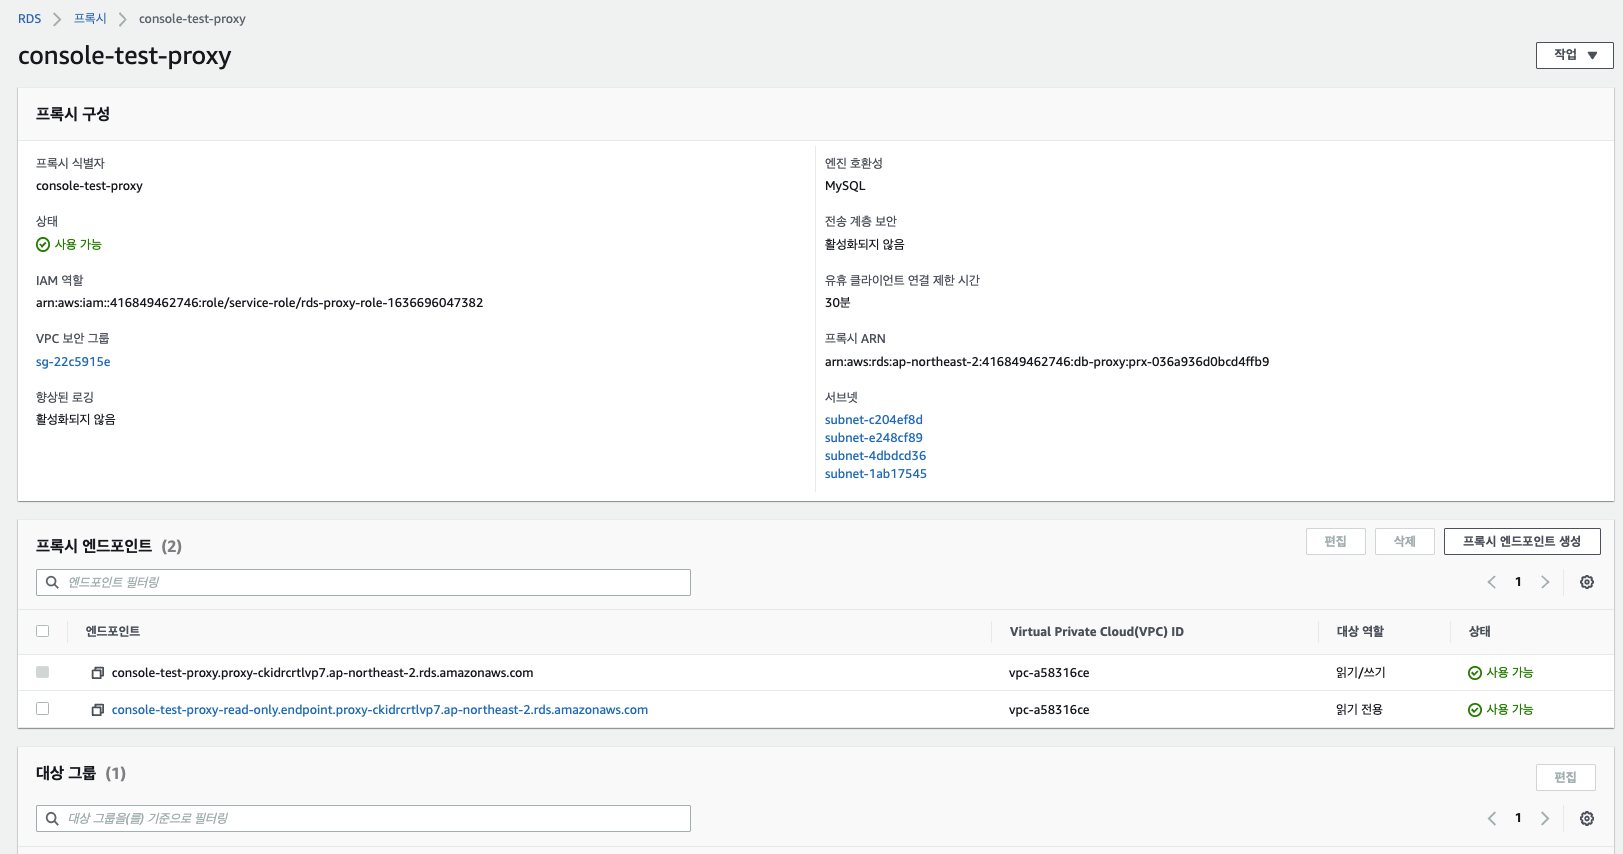 RDS > 프록시 > console-test-proxy
console-test-proxy
작업 ▼
프록시 구성
프록시 식별자
console-test-proxy
상태
사용 가능
IAM 역할
arn:aws:iam::416849462746:role/service-role/rds-proxy-role-1636696047382
VPC 보안 그룹
sg-22c5915e
향상된 로깅
활성화되지 않음
엔진 호환성
MySQL
전송 계층 보안
활성화되지 않음
유휴 클라이언트 연결 제한 시간
30분
프록시 ARN
arn:aws:rds:ap-northeast-2:416849462746:db-proxy:prx-036a936d0bcd4ffb9
서브넷
subnet-c204ef8d
subnet-e248cf89
subnet-4dbdcd36
subnet-1ab17545
프록시 엔드포인트 (2)
편집 삭제 프록시 엔드포인트 생성
엔드포인트 필터링
< 1 >
엔드포인트 Virtual Private Cloud(VPC) ID 대상 역할 상태
console-test-proxy.proxy-ckidrcrtlvp7.ap-northeast-2.rds.amazonaws.com vpc-a58316ce 읽기/쓰기 사용 가능
console-test-proxy-read-only.endpoint.proxy-ckidrcrtlvp7.ap-northeast-2.rds.amazonaws.com vpc-a58316ce 읽기 전용 사용 가능
대상 그룹 (1)
편집
대상 그룹을(를) 기준으로 필터링
< 1 >